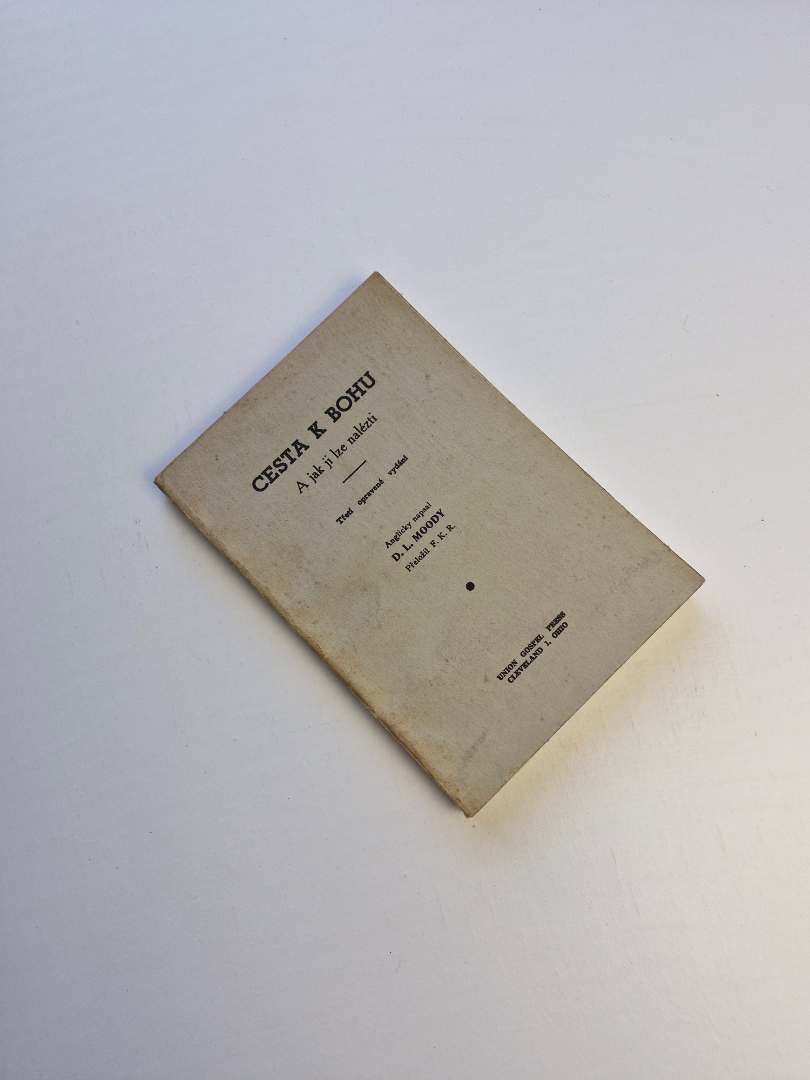 CESTA K BOHU
A jak ji lze nalézti
Třetí opravené vydání
Anglicky napsal
D. L. MOODY
Přeložil F. K. R.
UNION GOSPEL PRESS
CLEVELAND 1, OHIO